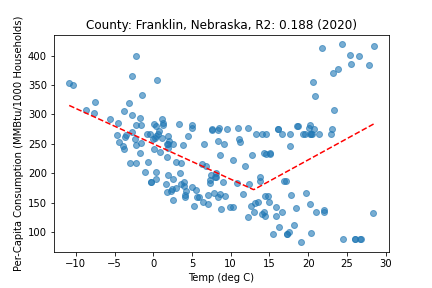 County: Franklin, Nebraska, R2: 0.188 (2020)
Per-Capita Consumption (MMBtu/1000 Households)
400
350
300
250
200
150
100
−10 −5 0 5 10 15 20 25 30
Temp (deg C)